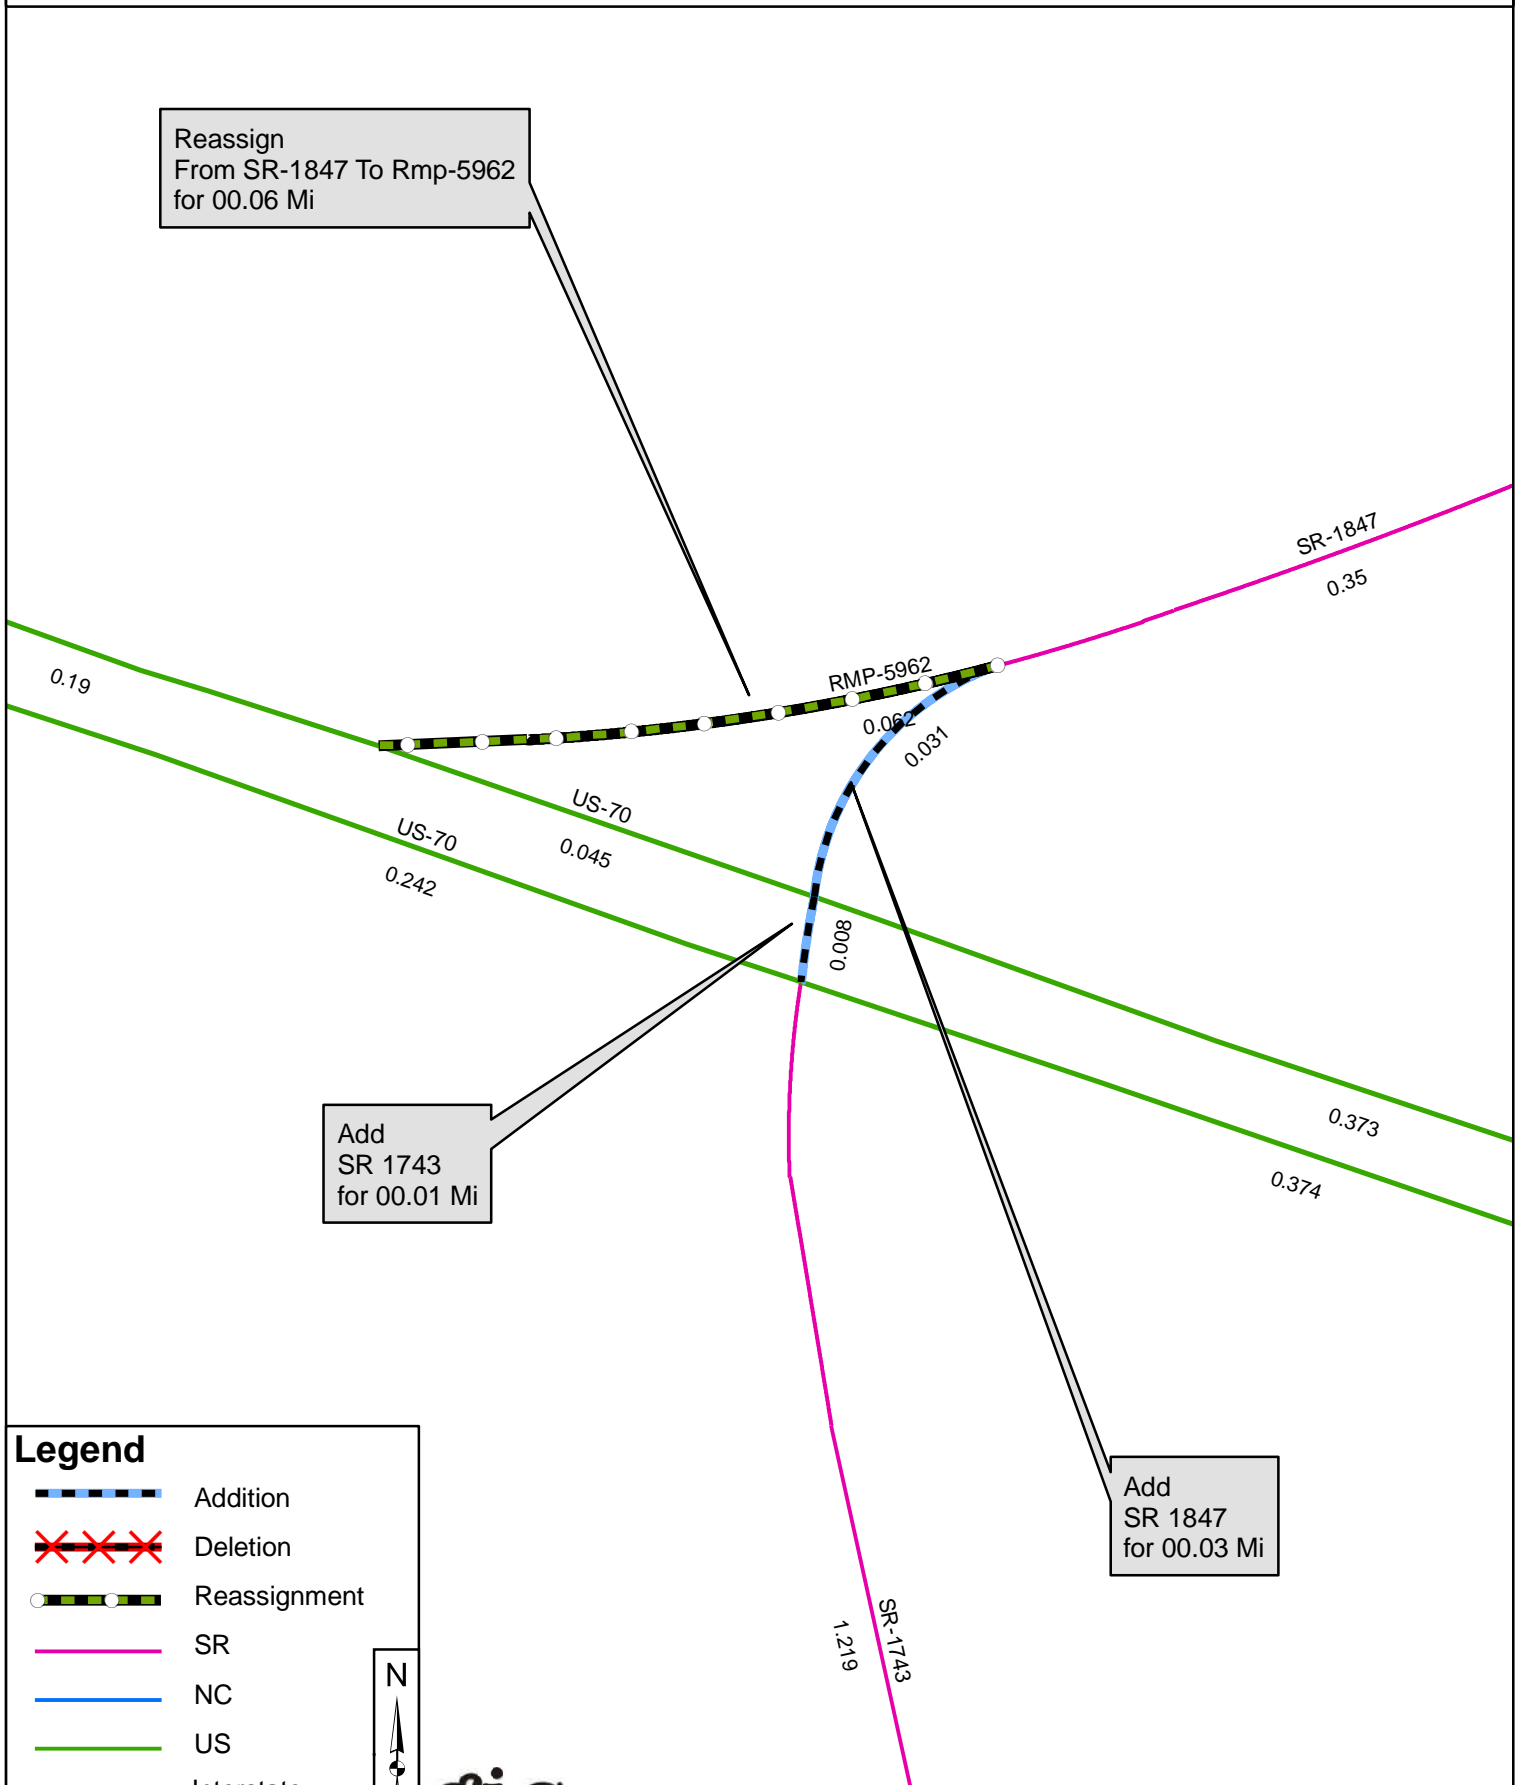 Reassign
From SR-1847 To Rmp-5962
for 00.06 Mi
SR-1847
0.35
RMP-5962
0.062
0.031
0.19
US-70
0.045
US-70
0.242
0.008
0.373
0.374
Add
SR 1743
for 00.01 Mi
Add
SR 1847
for 00.03 Mi
SR-1743
1.219
Legend
Addition
Deletion
Reassignment
SR
NC
US
Interstate
N